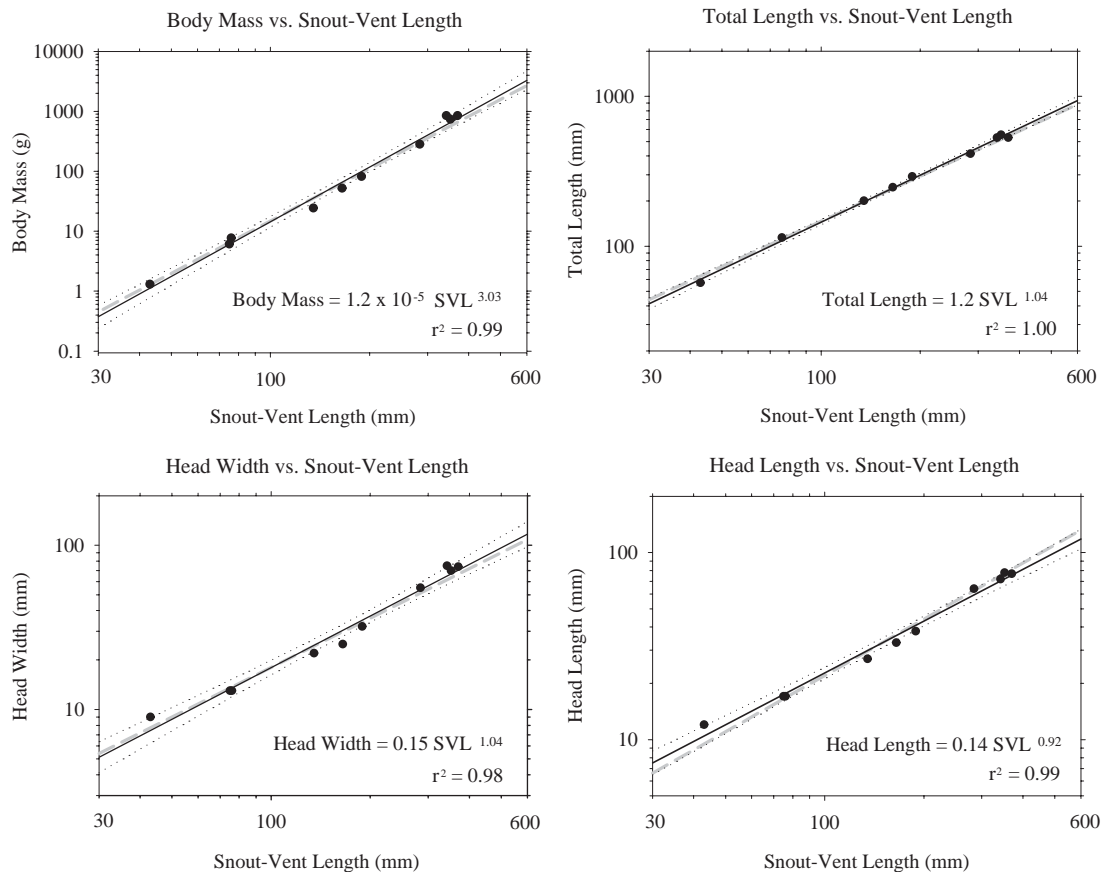 Body Mass vs. Snout-Vent Length
10000
1000
100
10
1
0.1
Body Mass (g)
Body Mass = 1.2 x 10-5 SVL 3.03
r2 = 0.99
30 100 600
Snout-Vent Length (mm)
Total Length vs. Snout-Vent Length
1000
100
Total Length (mm)
Total Length = 1.2 SVL 1.04
r2 = 1.00
30 100 600
Snout-Vent Length (mm)
Head Width vs. Snout-Vent Length
100
10
Head Width (mm)
Head Width = 0.15 SVL 1.04
r2 = 0.98
30 100 600
Snout-Vent Length (mm)
Head Length vs. Snout-Vent Length
100
10
Head Length (mm)
Head Length = 0.14 SVL 0.92
r2 = 0.99
30 100 600
Snout-Vent Length (mm)